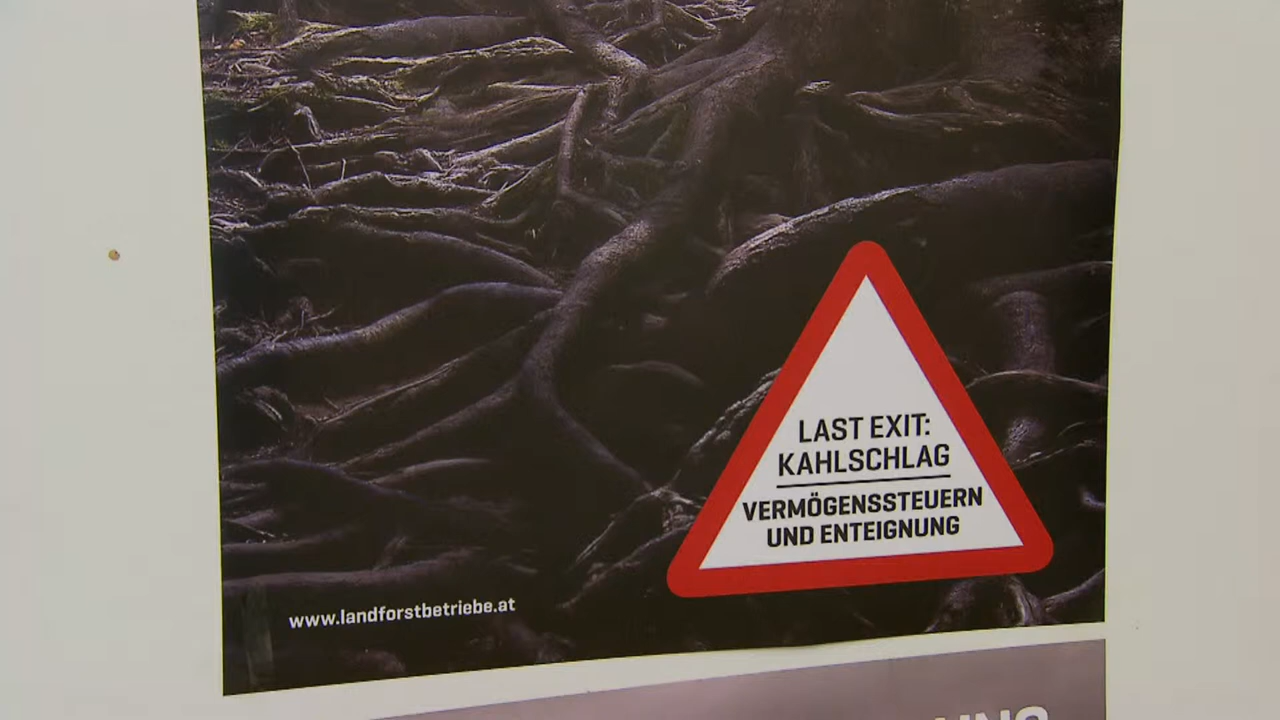 LAST EXIT:
KAHLSCHLAG
VERMÖGENSSTEUERN
UND ENTEIGNUNG
www.landforstbetriebe.at